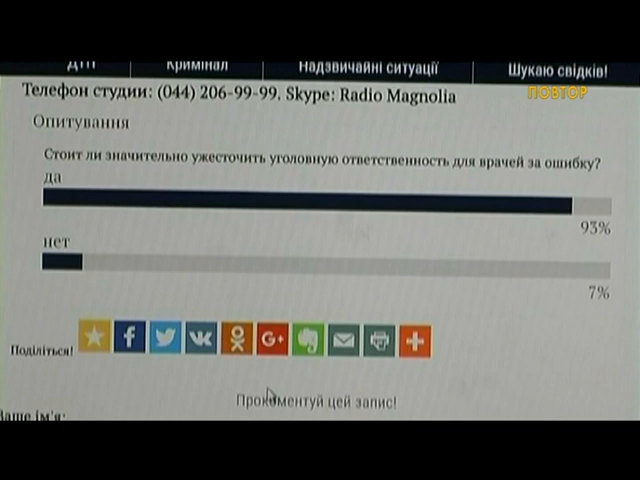 ДТП
Кримінал
Надзвичайні ситуації
Шукаю свідків!
Телефон студии: (044) 206-99-99. Skype: Radio Magnolia
ПОВТОР
Опитування
Стоит ли значительно ужесточить уголовную ответственность для врачей за ошибку?
да
93%
нет
7%
Поділіться!
Прокоментуй цей запис!
Ваше ім'я: